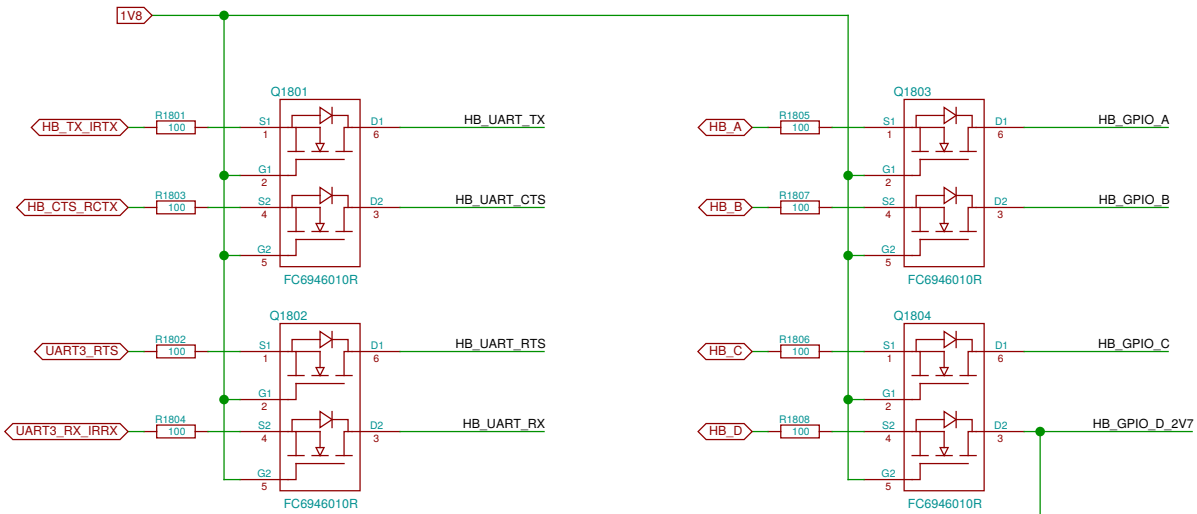 1V8
Q1801
HB_TX_IRTX
R1801
100
S1
1
D1
6
HB_UART_TX
G1
2
HB_CTS_RCTX
R1803
100
S2
4
D2
3
HB_UART_CTS
G2
5
FC6946010R
Q1803
HB_A
R1805
100
S1
1
D1
6
HB_GPIO_A
G1
2
HB_B
R1807
100
S2
4
D2
3
HB_GPIO_B
G2
5
FC6946010R
Q1802
UART3_RTS
R1802
100
S1
1
D1
6
HB_UART_RTS
G1
2
UART3_RX_IRRX
R1804
100
S2
4
D2
3
HB_UART_RX
G2
5
FC6946010R
Q1804
HB_C
R1806
100
S1
1
D1
6
HB_GPIO_C
G1
2
HB_D
R1808
100
S2
4
D2
3
HB_GPIO_D_2V7
G2
5
FC6946010R